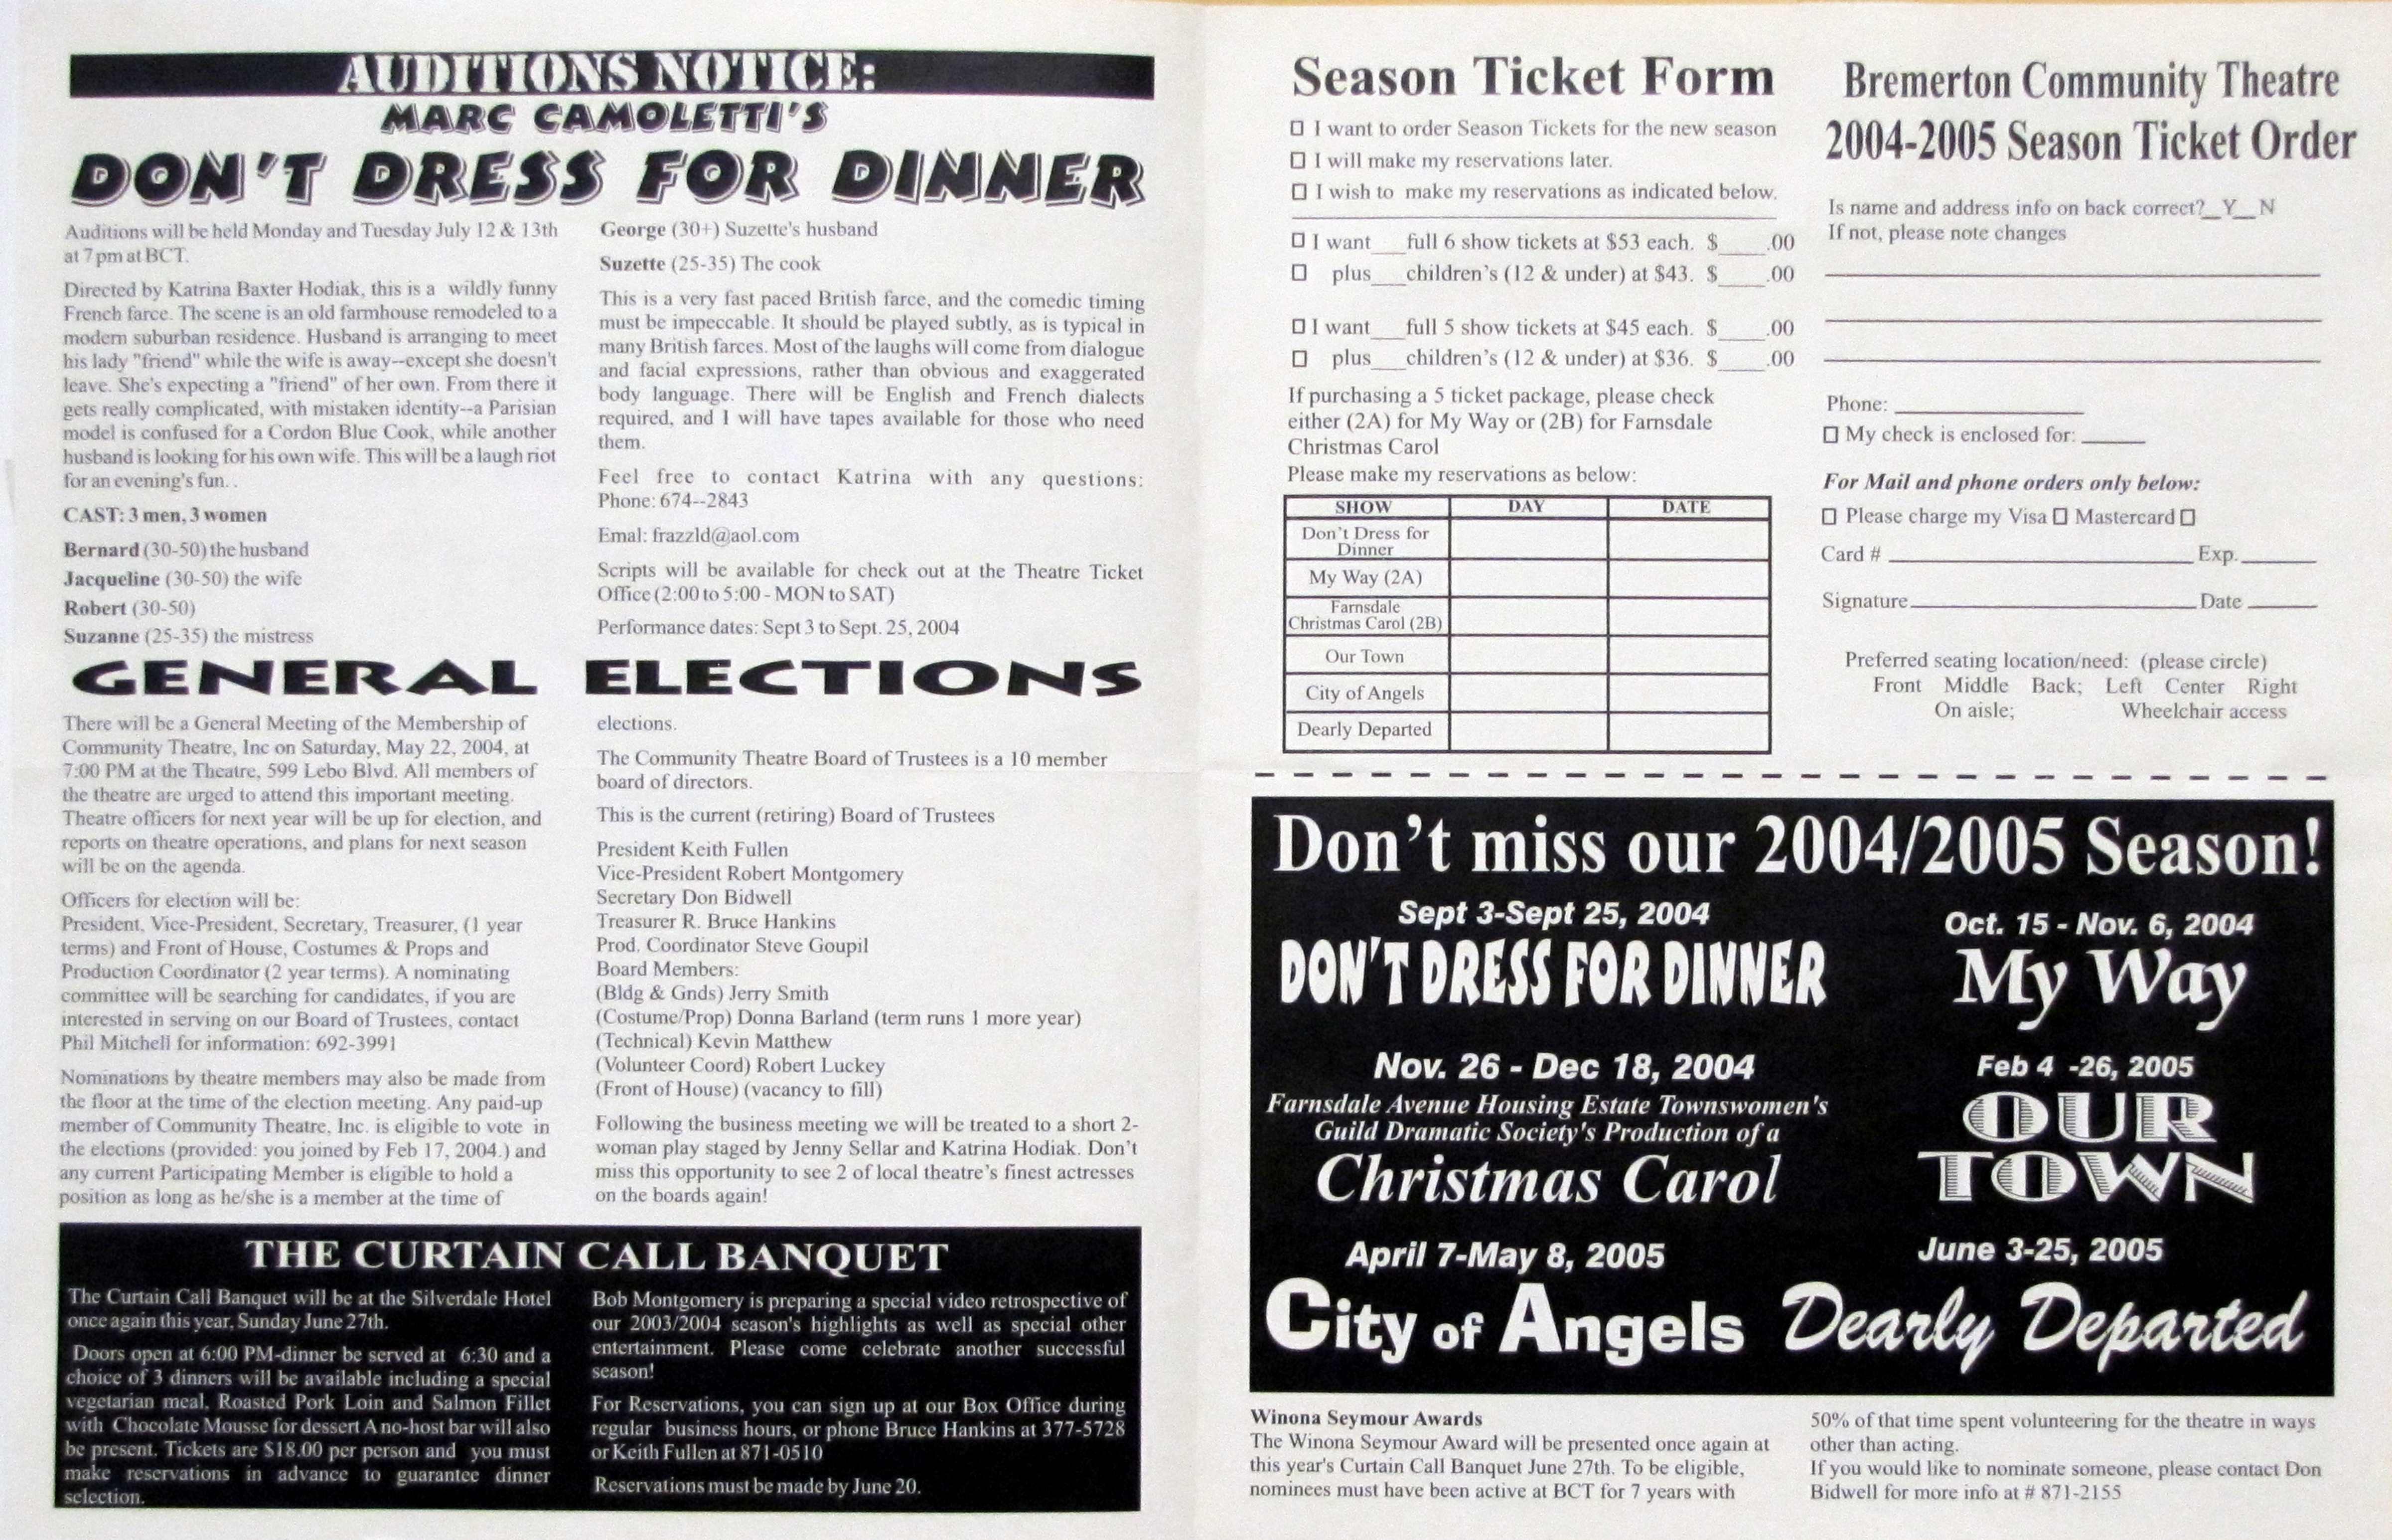 AUDITIONS NOTICE:
MARC CAMOLETTI'S
DON'T DRESS FOR DINNER
Auditions will be held Monday and Tuesday July 12 & 13th
at 7pm at BCT.
Directed by Katrina Baxter Hodiak, this is a wildly funny
French farce. The scene is an old farmhouse remodeled to a
modern suburban residence. Husband is arranging to meet
his lady "friend" while the wife is away--except she doesn't
leave. She's expecting a "friend" of her own. From there it
gets really complicated, with mistaken identity--a Parisian
model is confused for a Cordon Blue Cook, while another
husband is looking for his own wife. This will be a laugh riot
for an evening's fun. .
CAST: 3 men, 3 women
Bernard (30-50) the husband
Jacqueline (30-50) the wife
Robert (30-50)
Suzanne (25-35) the mistress
George (30+) Suzette's husband
Suzette (25-35) The cook
This is a very fast paced British farce, and the comedic timing
must be impeccable. It should be played subtly, as is typical in
many British farces. Most of the laughs will come from dialogue
and facial expressions, rather than obvious and exaggerated
body language. There will be English and French dialects
required, and I will have tapes available for those who need
them.
Feel free to contact Katrina with any questions:
Phone: 674--2843
Emal: frazzld@aol.com
Scripts will be available for check out at the Theatre Ticket
Office (2:00 to 5:00 - MON to SAT)
Performance dates: Sept 3 to Sept. 25, 2004
GENERAL ELECTIONS
There will be a General Meeting of the Membership of
Community Theatre, Inc on Saturday, May 22, 2004, at
7:00 PM at the Theatre, 599 Lebo Blvd. All members of
the theatre are urged to attend this important meeting.
Theatre officers for next year will be up for election, and
reports on theatre operations, and plans for next season
will be on the agenda.
Officers for election will be:
President, Vice-President, Secretary, Treasurer, (1 year
terms) and Front of House, Costumes & Props and
Production Coordinator (2 year terms). A nominating
committee will be searching for candidates, if you are
interested in serving on our Board of Trustees, contact
Phil Mitchell for information: 692-3991
Nominations by theatre members may also be made from
the floor at the time of the election meeting. Any paid-up
member of Community Theatre, Inc. is eligible to vote in
the elections (provided: you joined by Feb 17, 2004.) and
any current Participating Member is eligible to hold a
position as long as he/she is a member at the time of
elections.
The Community Theatre Board of Trustees is a 10 member
board of directors.
This is the current (retiring) Board of Trustees
President Keith Fullen
Vice-President Robert Montgomery
Secretary Don Bidwell
Treasurer R. Bruce Hankins
Prod. Coordinator Steve Goupil
Board Members:
(Bldg & Gnds) Jerry Smith
(Costume/Prop) Donna Barland (term runs 1 more year)
(Technical) Kevin Matthew
(Volunteer Coord) Robert Luckey
(Front of House) (vacancy to fill)
Following the business meeting we will be treated to a short 2-
woman play staged by Jenny Sellar and Katrina Hodiak. Don't
miss this opportunity to see 2 of local theatre's finest actresses
on the boards again!
THE CURTAIN CALL BANQUET
The Curtain Call Banquet will be at the Silverdale Hotel
once again this year, Sunday June 27th.
Doors open at 6:00 PM-dinner be served at 6:30 and a
choice of 3 dinners will be available including a special
vegetarian meal, Roasted Pork Loin and Salmon Fillet
with Chocolate Mousse for dessert A no-host bar will also
be present. Tickets are $18.00 per person and you must
make reservations in advance to guarantee dinner
selection.
Bob Montgomery is preparing a special video retrospective of
our 2003/2004 season's highlights as well as special other
entertainment. Please come celebrate another successful
season!
For Reservations, you can sign up at our Box Office during
regular business hours, or phone Bruce Hankins at 377-5728
or Keith Fullen at 871-0510
Reservations must be made by June 20.
Season Ticket Form
☐ I want to order Season Tickets for the new season
☐ I will make my reservations later.
☐ I wish to make my reservations as indicated below.
☐ I want___full 6 show tickets at $53 each. $____.00
☐ plus___children's (12 & under) at $43. $____.00
☐ I want___full 5 show tickets at $45 each. $____.00
☐ plus___children's (12 & under) at $36. $____.00
If purchasing a 5 ticket package, please check
either (2A) for My Way or (2B) for Farnsdale
Christmas Carol
Please make my reservations as below:
SHOW DAY DATE
Don't Dress for
Dinner
My Way (2A)
Farnsdale
Christmas Carol (2B)
Our Town
City of Angels
Dearly Departed
Bremerton Community Theatre
2004-2005 Season Ticket Order
Is name and address info on back correct?__Y__N
If not, please note changes
Phone: ____________
☐ My check is enclosed for: ______
For Mail and phone orders only below:
☐ Please charge my Visa ☐ Mastercard ☐
Card # ____________ Exp.______
Signature____________ Date ______
Preferred seating location/need: (please circle)
Front Middle Back; Left Center Right
On aisle; Wheelchair access
Don't miss our 2004/2005 Season!
Sept 3-Sept 25, 2004
DON'T DRESS FOR DINNER
Oct. 15 - Nov. 6, 2004
My Way
Nov. 26 - Dec 18, 2004
Farnsdale Avenue Housing Estate Townswomen's
Guild Dramatic Society's Production of a
Christmas Carol
Feb 4 -26, 2005
OUR
TOWN
April 7-May 8, 2005
City of Angels
June 3-25, 2005
Dearly Departed
Winona Seymour Awards
The Winona Seymour Award will be presented once again at
this year's Curtain Call Banquet June 27th. To be eligible,
nominees must have been active at BCT for 7 years with
50% of that time spent volunteering for the theatre in ways
other than acting.
If you would like to nominate someone, please contact Don
Bidwell for more info at # 871-2155